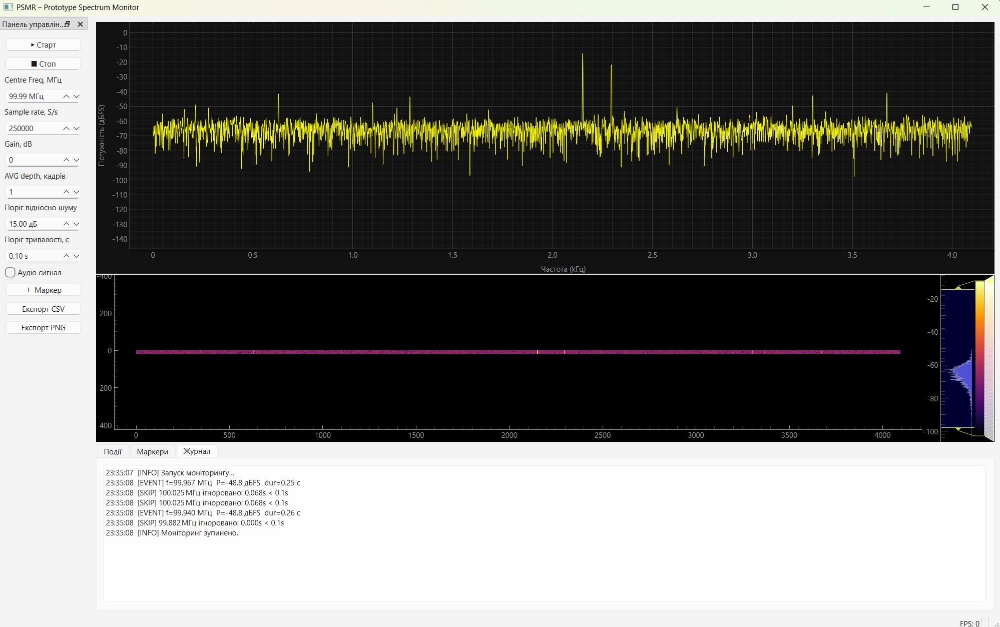 PSMR – Prototype Spectrum Monitor
Панель управлін...
Старт
Стоп
Centre Freq, МГц
99.99 МГц
Sample rate, S/s
250000
Gain, dB
0
AVG depth, кадрів
1
Поріг відносно шуму
15.00 дБ
Поріг тривалості, с
0.10 s
Аудіо сигнал
+ Маркер
Експорт CSV
Експорт PNG
Потужність (дБFS)
0
-10
-20
-30
-40
-50
-60
-70
-80
-90
-100
-110
-120
-130
-140
0 0.5 1.0 1.5 2.0 2.5 3.0 3.5 4.0
Частота (kГц)
-400
-200
0
200
400
0 500 1000 1500 2000 2500 3000 3500 4000
-20
-40
-60
-80
-100
Події Маркери Журнал
23:35:07 [INFO] Запуск моніторингу...
23:35:08 [EVENT] f=99.967 МГц P=-48.8 дБFS dur=0.25 с
23:35:08 [SKIP] 100.025 МГц ігноровано: 0.068s < 0.1s
23:35:08 [SKIP] 100.025 МГц ігноровано: 0.068s < 0.1s
23:35:08 [EVENT] f=99.940 МГц P=-48.8 дБFS dur=0.26 с
23:35:08 [SKIP] 99.882 МГц ігноровано: 0.000s < 0.1s
23:35:08 [INFO] Моніторинг зупинено.
FPS: 0